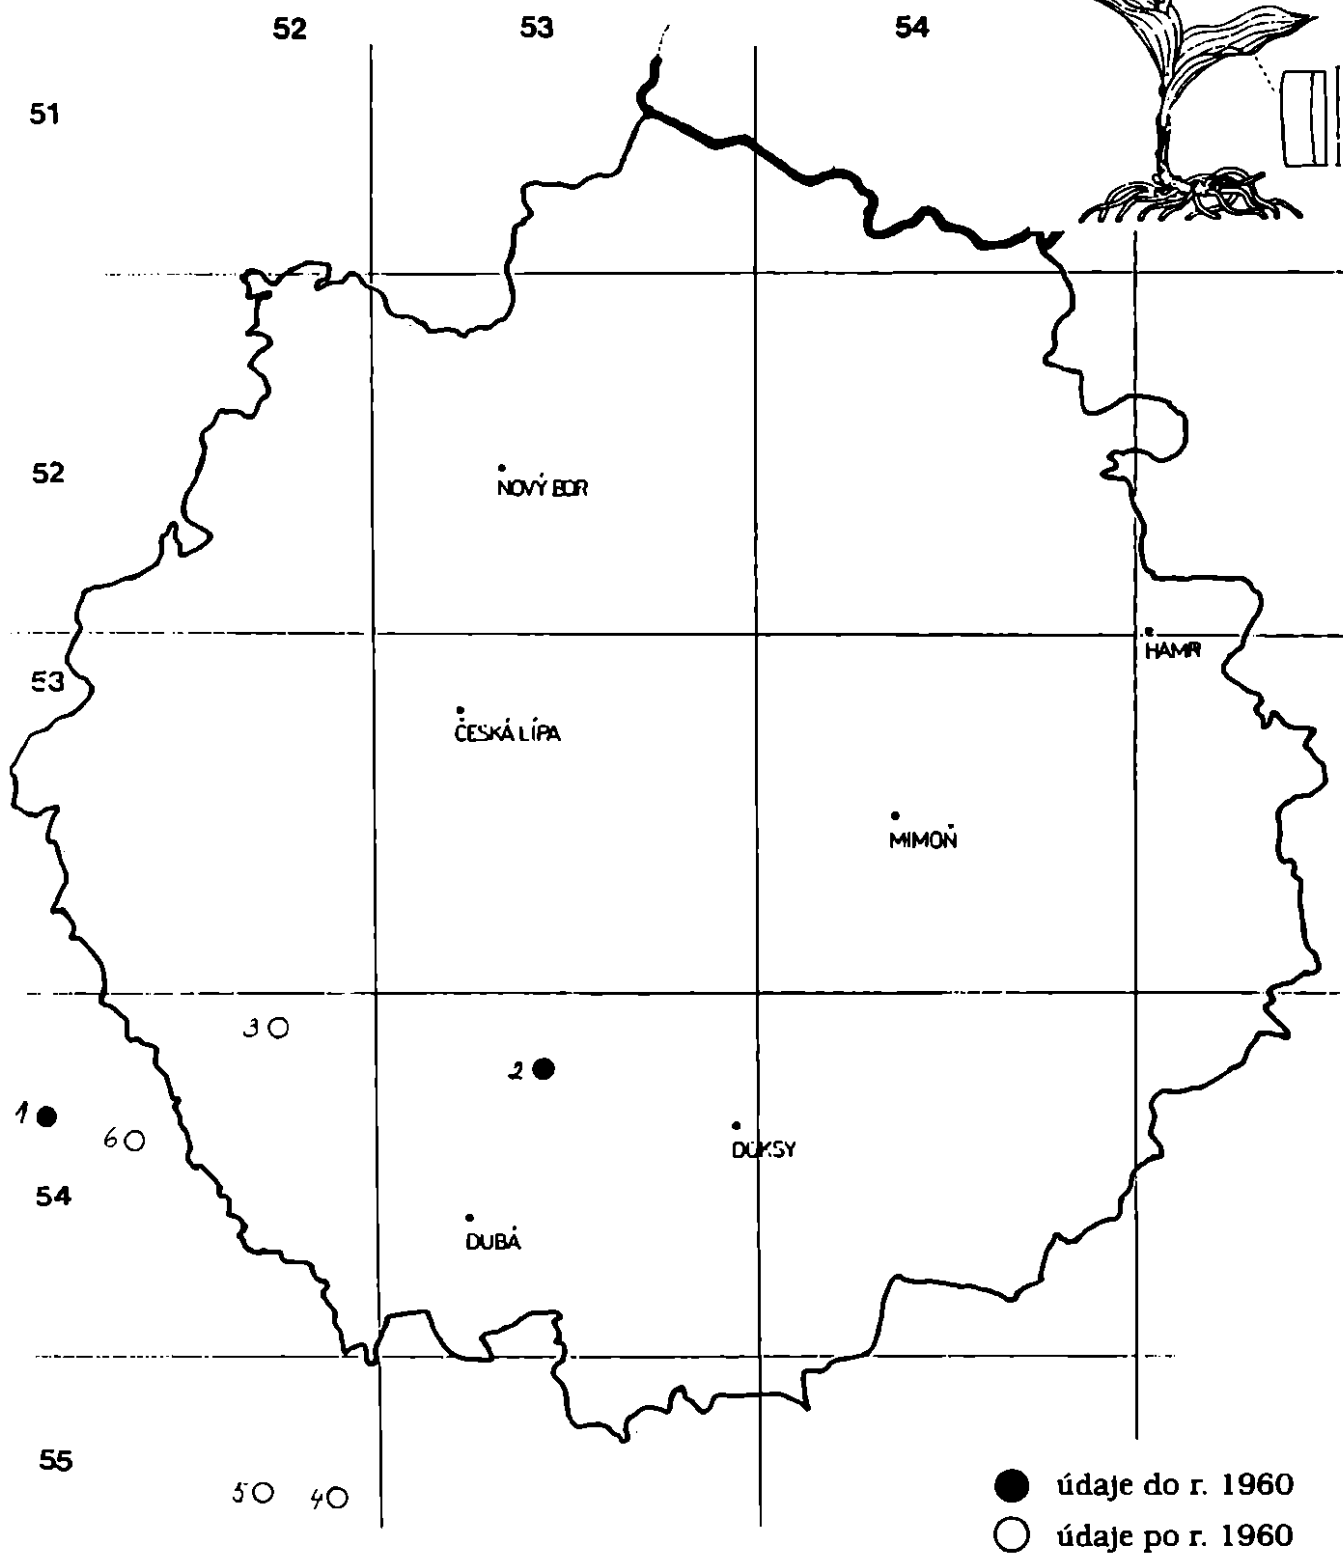 52 53 54
51
52
NOVÝ BOR
HAMR
53
ČESKÁ LÍPA
MIMOŇ
3
2
1
6
DOKSY
54
DUBÁ
55
5 4
údaje do r. 1960
údaje po r. 1960